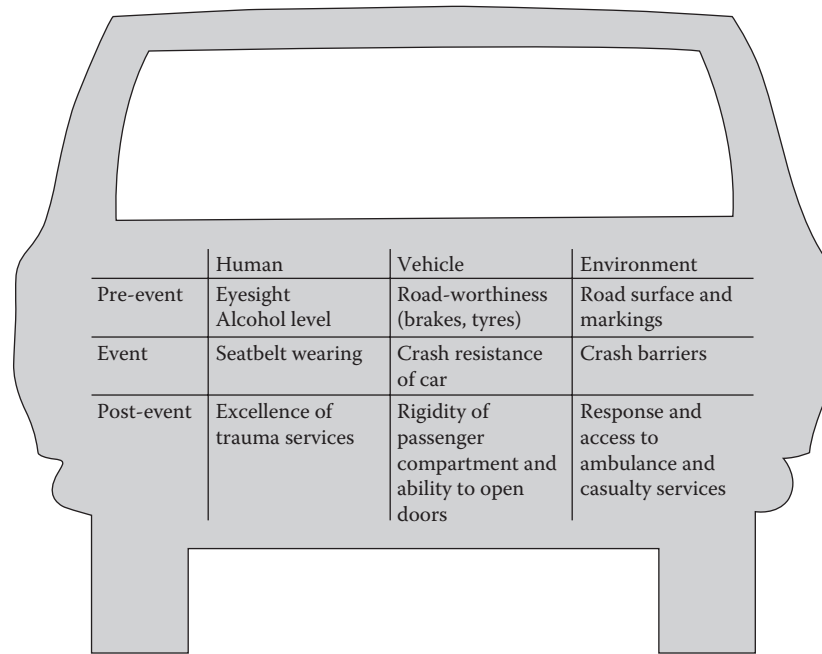 Human Vehicle Environment
Pre-event Eyesight Road-worthiness Road surface and
Alcohol level (brakes, tyres) markings
Event Seatbelt wearing Crash resistance Crash barriers
of car
Post-event Excellence of Rigidity of Response and
trauma services passenger access to
compartment and ambulance and
ability to open casualty services
doors